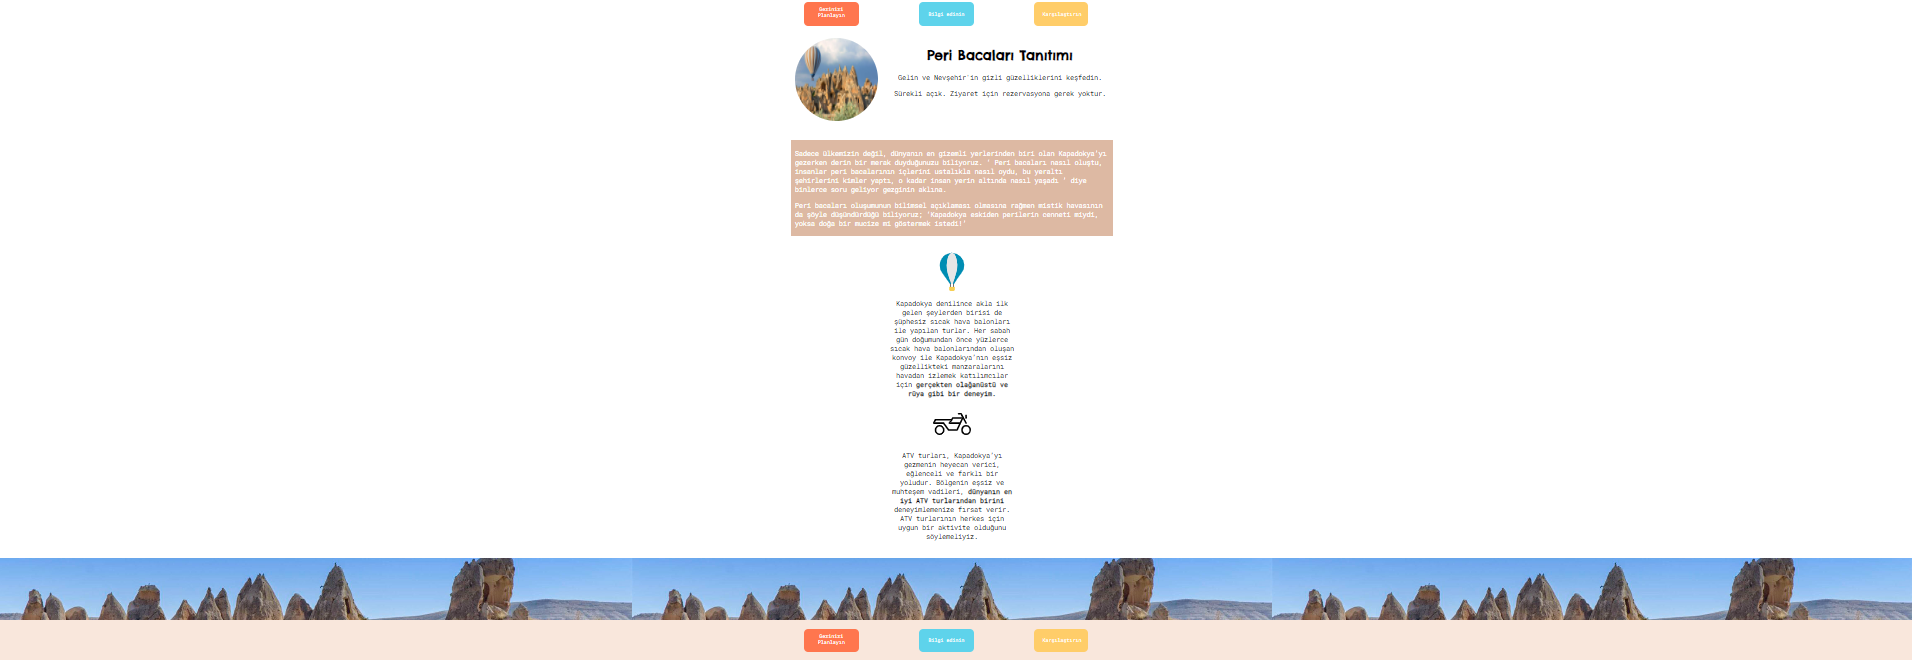 Gezinizi
Planlayın
Bilgi edinin
Karşılaştırın
Peri Bacaları Tanıtımı
Gelin ve Nevşehir'in gizli güzelliklerini keşfedin.
Sürekli açık. Ziyaret için rezervasyona gerek yoktur.
Sadece ülkemizin değil, dünyanın en gizemli yerlerinden biri olan Kapadokya'yı
gezerken derin bir merak duyduğunuzu biliyoruz. ' Peri bacaları nasıl oluştu,
insanlar peri bacalarının içlerini ustalıkla nasıl oydu, bu yeraltı
şehirlerini kimler yaptı, o kadar insan yerin altında nasıl yaşadı ' diye
binlerce soru geliyor gezginin aklına.
Peri bacaları oluşumunun bilimsel açıklaması olmasına rağmen mistik havasının
da şöyle düşündürdüğü biliyoruz; 'Kapadokya eskiden perilerin cenneti miydi,
yoksa doğa bir mucize mi göstermek istedi!'
Kapadokya denilince akla ilk
gelen şeylerden birisi de
şüphesiz sıcak hava balonları
ile yapılan turlar. Her sabah
gün doğumundan önce yüzlerce
sıcak hava balonlarından oluşan
konvoy ile Kapadokya'nın eşsiz
güzellikteki manzaralarını
havadan izlemek katılımcılar
için gerçekten olağanüstü ve
rüya gibi bir deneyim.
ATV turları, Kapadokya'yı
gezmenin heyecan verici,
eğlenceli ve farklı bir
yoludur. Bölgenin eşsiz ve
muhteşem vadileri, dünyanın en
iyi ATV turlarından birini
deneyimlemenize fırsat verir.
ATV turlarının herkes için
uygun bir aktivite olduğunu
söylemeliyiz.
Gezinizi
Planlayın
Bilgi edinin
Karşılaştırın